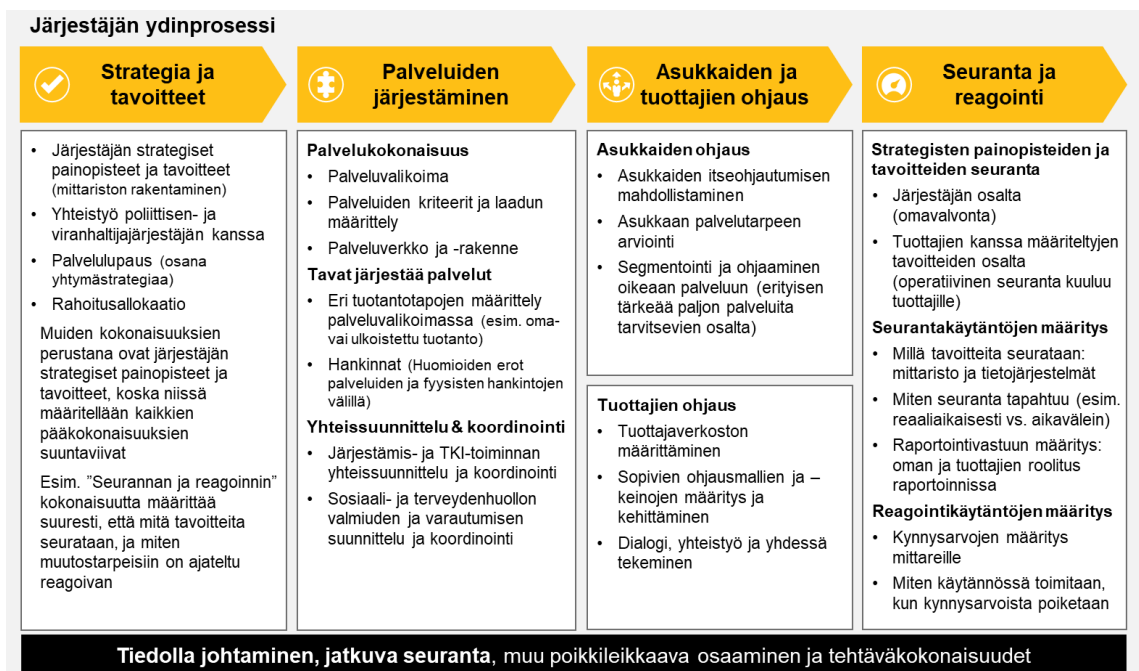 Järjestäjän ydinprosessi
Strategia ja
tavoitteet
• Järjestäjän strategiset
painopisteet ja tavoitteet
(mittariston rakentaminen)
• Yhteistyö poliittisen- ja
viranhaltijajärjestäjän kanssa
• Palvelulupaus (osana
yhtymästrategiaa)
• Rahoitusallokaatio
Muiden kokonaisuuksien
perustana ovat järjestäjän
strategiset painopisteet ja
tavoitteet, koska niissä
määritellään kaikkien
pääkokonaisuuksien
suuntaviivat
Esim. ”Seurannan ja reagoinnin”
kokonaisuutta määrittää
suuresti, että mitä tavoitteita
seurataan, ja miten
muutostarpeisiin on ajateltu
reagoivan
Palveluiden
järjestäminen
Palvelukokonaisuus
• Palveluvalikoima
• Palveluiden kriteerit ja laadun
määrittely
• Palveluverkko ja -rakenne
Tavat järjestää palvelut
• Eri tuotantotapojen määrittely
palveluvalikoimassa (esim. oma-
vai ulkoistettu tuotanto)
• Hankinnat (Huomioiden erot
palveluiden ja fyysisten hankintojen
välillä)
Yhteissuunnittelu & koordinointi
• Järjestämis- ja TKI-toiminnan
yhteissuunnittelu ja koordinointi
• Sosiaali- ja terveydenhuollon
valmiuden ja varautumisen
suunnittelu ja koordinointi
Asukkaiden ja
tuottajien ohjaus
Asukkaiden ohjaus
• Asukkaiden itseohjautumisen
mahdollistaminen
• Asukkaan palvelutarpeen
arviointi
• Segmentointi ja ohjaaminen
oikeaan palveluun (erityisen
tärkeää paljon palveluita
tarvitsevien osalta)
Tuottajien ohjaus
• Tuottajaverkoston
määrittäminen
• Sopivien ohjausmallien ja –
keinojen määritys ja
kehittäminen
• Dialogi, yhteistyö ja yhdessä
tekeminen
Seuranta ja
reagointi
Strategisten painopisteiden ja
tavoitteiden seuranta
• Järjestäjän osalta
(omavalvonta)
• Tuottajien kanssa määriteltyjen
tavoitteiden osalta
(operatiivinen seuranta kuuluu
tuottajille)
Seurantakäytäntöjen määritys
• Millä tavoitteita seurataan:
mittaristo ja tietojärjestelmät
• Miten seuranta tapahtuu (esim.
reaaliaikaisesti vs. aikavälein)
• Raportointivastuun määritys:
oman ja tuottajien roolitus
raportoinnissa
Reagointikäytäntöjen määritys
• Kynnysarvojen määritys
mittareille
• Miten käytännössä toimitaan,
kun kynnysarvoista poiketaan
Tiedolla johtaminen, jatkuva seuranta, muu poikkileikkaava osaaminen ja tehtäväkokonaisuudet